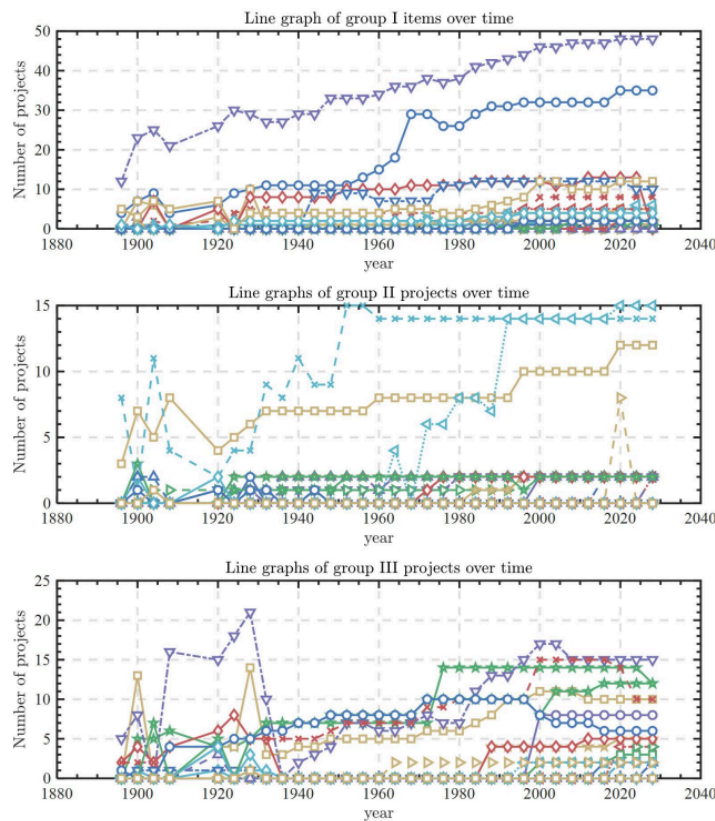 Line graph of group I items over time
50
40
30
20
10
0
Number of projects
1880 1900 1920 1940 1960 1980 2000 2020 2040
year
Line graphs of group II projects over time
15
10
5
0
Number of projects
1880 1900 1920 1940 1960 1980 2000 2020 2040
year
Line graphs of group III projects over time
25
20
15
10
5
0
Number of projects
1880 1900 1920 1940 1960 1980 2000 2020 2040
year